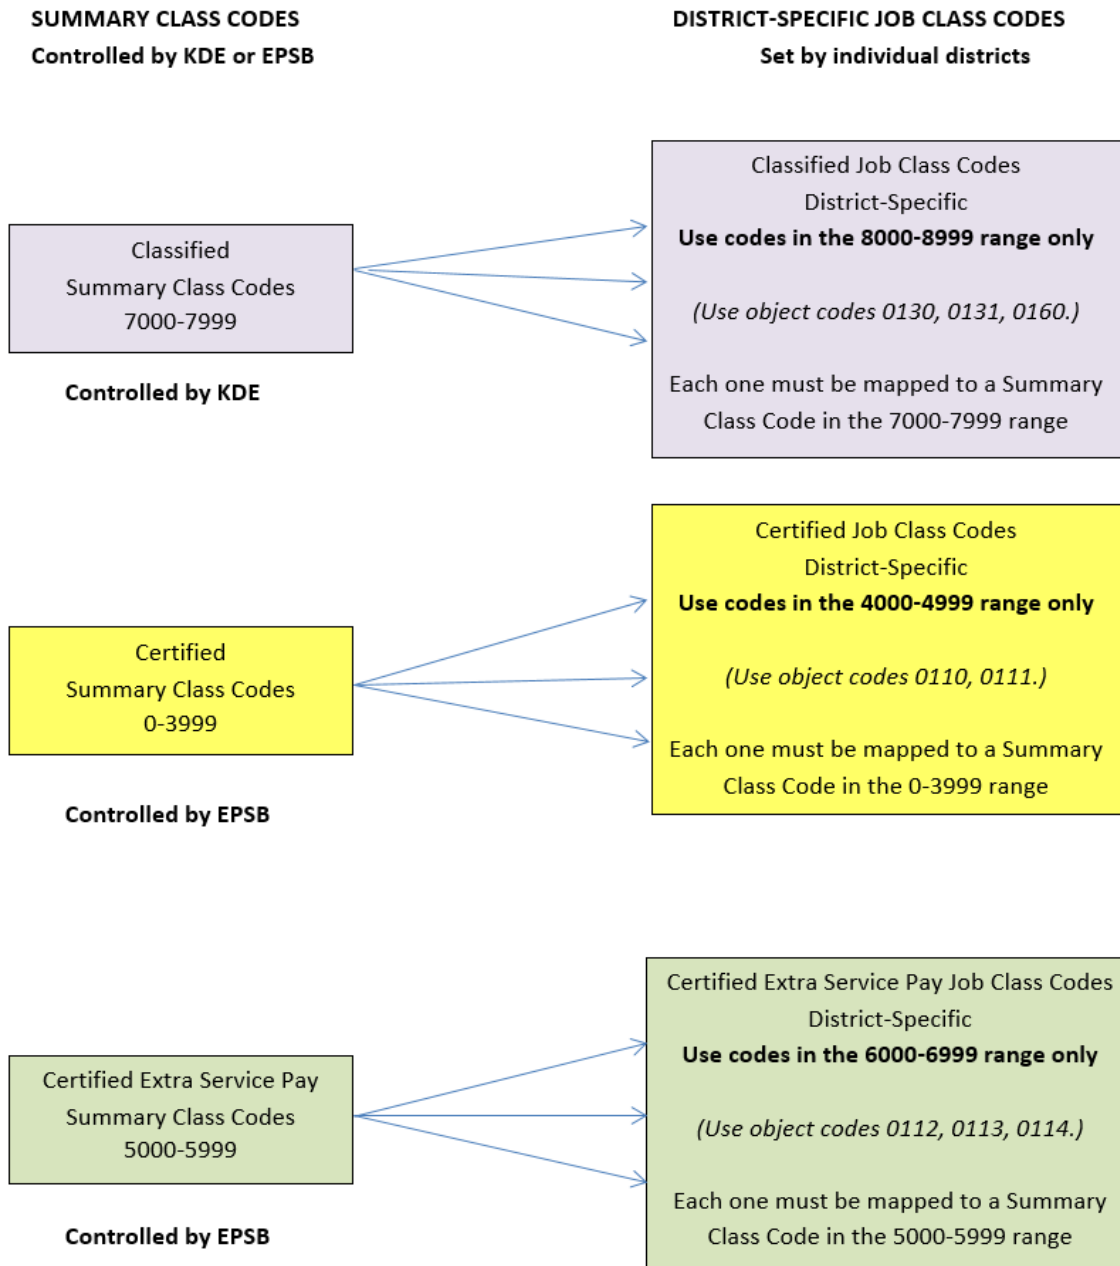 SUMMARY CLASS CODES
Controlled by KDE or EPSB
DISTRICT-SPECIFIC JOB CLASS CODES
Set by individual districts
Classified
Summary Class Codes
7000-7999
Controlled by KDE
Classified Job Class Codes
District-Specific
Use codes in the 8000-8999 range only
(Use object codes 0130, 0131, 0160.)
Each one must be mapped to a Summary
Class Code in the 7000-7999 range
Certified
Summary Class Codes
0-3999
Controlled by EPSB
Certified Job Class Codes
District-Specific
Use codes in the 4000-4999 range only
(Use object codes 0110, 0111.)
Each one must be mapped to a Summary
Class Code in the 0-3999 range
Certified Extra Service Pay
Summary Class Codes
5000-5999
Controlled by EPSB
Certified Extra Service Pay Job Class Codes
District-Specific
Use codes in the 6000-6999 range only
(Use object codes 0112, 0113, 0114.)
Each one must be mapped to a Summary
Class Code in the 5000-5999 range